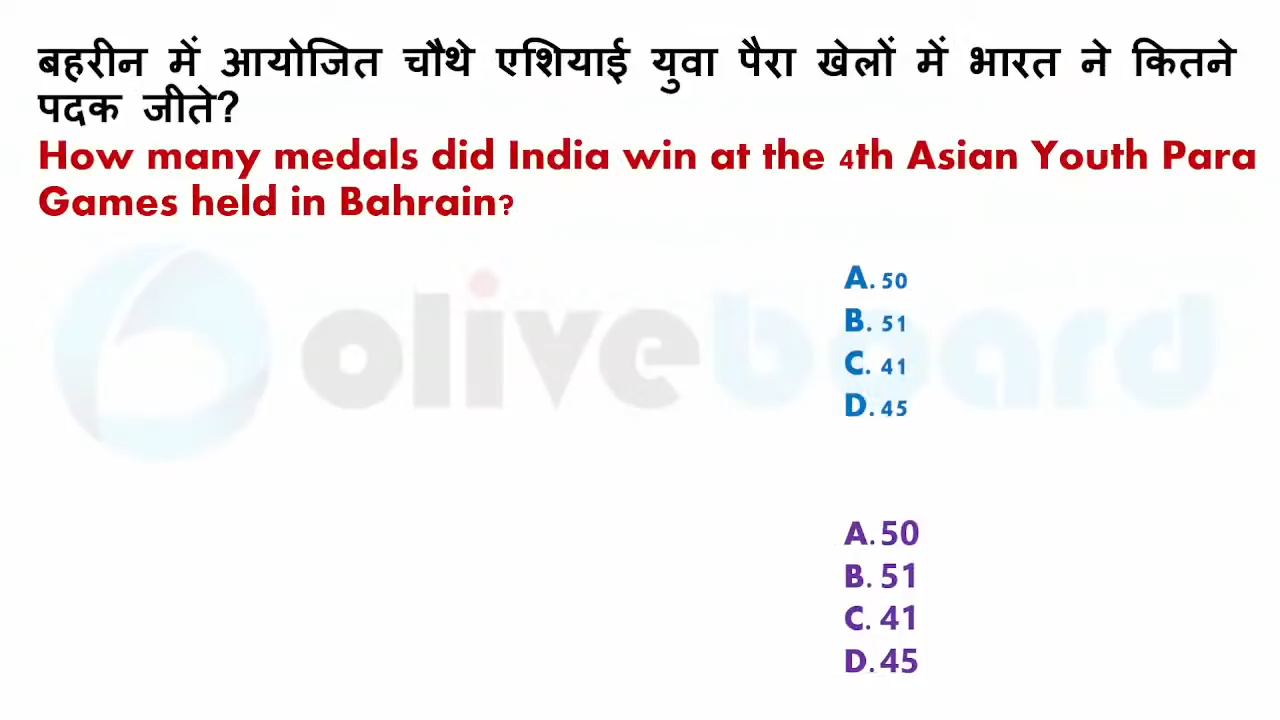 बहरीन में आयोजित चौथे एशियाई युवा पैरा खेलों में भारत ने कितने
पदक जीते?
How many medals did India win at the 4th Asian Youth Para
Games held in Bahrain?
oliveboard
A. 50
B. 51
C. 41
D. 45
A. 50
B. 51
C. 41
D. 45